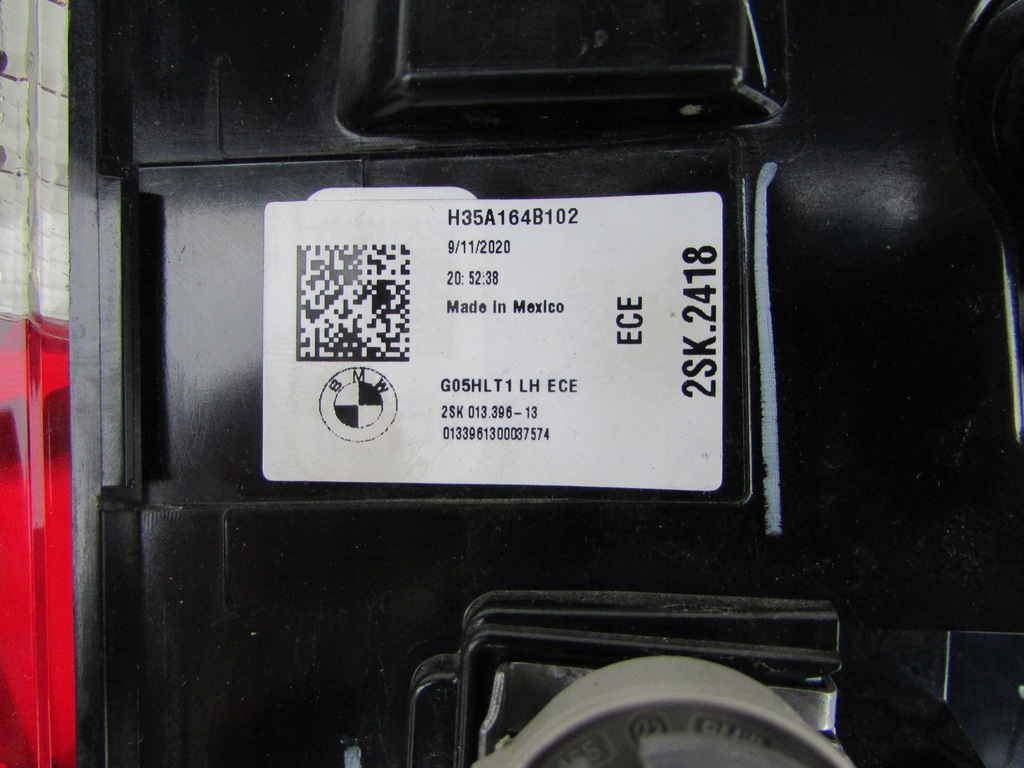 H35A164B102
9/11/2020
20: 52:38
Made in Mexico
ECE
2SK.2418
BMW
G05HLT1 LH ECE
2SK 013.396-13
0133961300037574